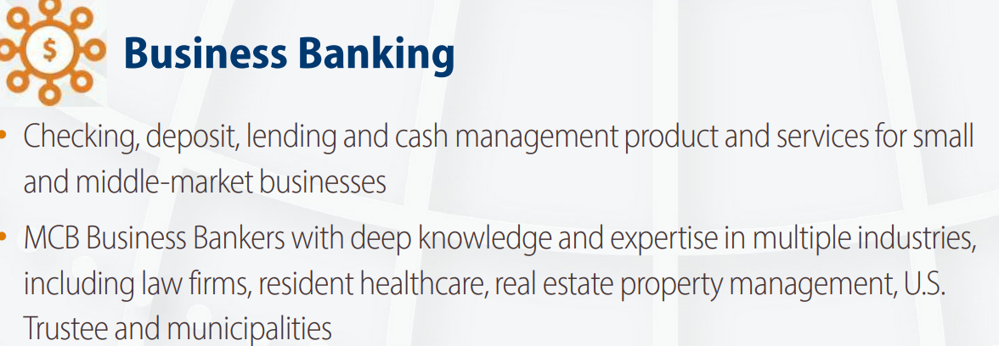 $
Business Banking
• Checking, deposit, lending and cash management product and services for small
and middle-market businesses
• MCB Business Bankers with deep knowledge and expertise in multiple industries,
including law firms, resident healthcare, real estate property management, U.S.
Trustee and municipalities